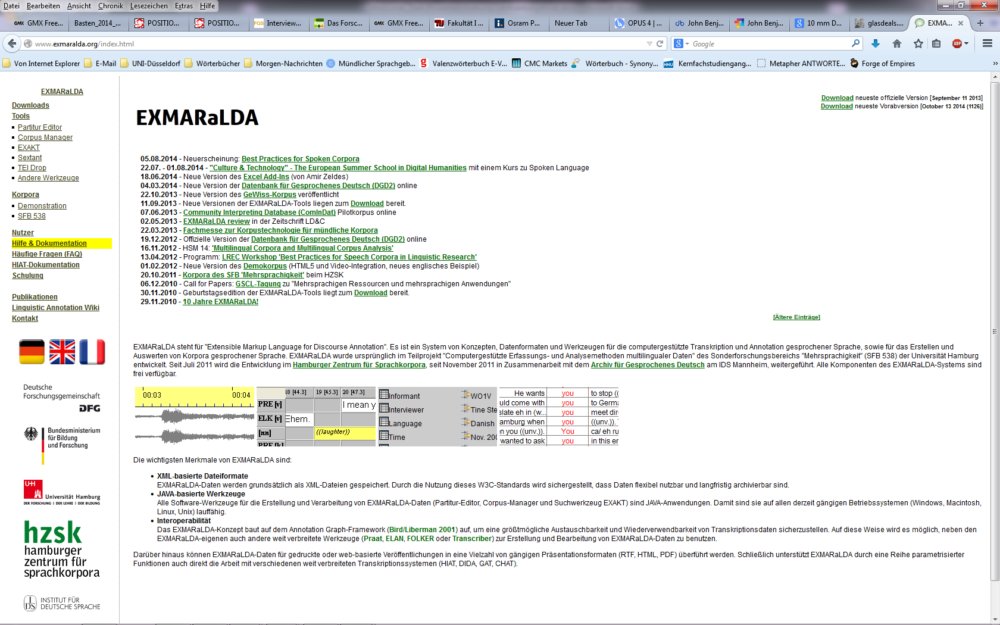 Datei Bearbeiten Ansicht Chronik Lesezeichen Extras Hilfe
GMX GMX Free... Basten_2014_... POSITIO... POSITIO... FQS Interview... Das Forsc... GMX GMX Free... Fakultät I ... Osram P... Neuer Tab OPUS 4 | ... John Benj... John Benj... 10 mm D... glasdeals.... EXMA...
www.exmaralda.org/index.html Google ABP
Von Internet Explorer E-Mail UNI-Düsseldorf Wörterbücher Morgen-Nachrichten Mündlicher Sprachgeb... Valenzwörterbuch E-V... CMC Markets Wörterbuch - Synony... Kernfachstudiengang... Metapher ANTWORTE... Forge of Empires
EXMARaLDA
Downloads
Tools
Partitur Editor
Corpus Manager
EXAKT
Sextant
TEI Drop
Andere Werkzeuge
Korpora
Demonstration
SFB 538
Nutzer
Hilfe & Dokumentation
Häufige Fragen (FAQ)
HIAT-Dokumentation
Schulung
Publikationen
Linguistic Annotation Wiki
Kontakt
Deutsche
Forschungsgemeinschaft
DFG
Bundesministerium
für Bildung
und Forschung
UH
Universität Hamburg
DER FORSCHUNG | DER LEHRE | DER BILDUNG
hzsk
hamburger
zentrum für
sprachkorpora
IDS
INSTITUT FÜR
DEUTSCHE SPRACHE
Download neueste offizielle Version [September 11 2013]
Download neueste Vorabversion [October 13 2014 (1126)]
EXMARaLDA
05.08.2014 - Neuerscheinung: Best Practices for Spoken Corpora
22.07. - 01.08.2014 - "Culture & Technology" - The European Summer School in Digital Humanities mit einem Kurs zu Spoken Language
18.06.2014 - Neue Version des Excel Add-Ins (von Amir Zeldes)
04.03.2014 - Neue Version der Datenbank für Gesprochenes Deutsch (DGD2) online
22.10.2013 - Neue Version des GeWiss-Korpus veröffentlicht
11.09.2013 - Neue Versionen der EXMARaLDA-Tools liegen zum Download bereit.
07.06.2013 - Community Interpreting Database (ComInDat) Pilotkorpus online
02.05.2013 - EXMARaLDA review in der Zeitschrift LD&C
22.03.2013 - Fachmesse zur Korpustechnologie für mündliche Korpora
19.12.2012 - Offizielle Version der Datenbank für Gesprochenes Deutsch (DGD2) online
16.11.2012 - HSM 14: 'Multilingual Corpora and Multilingual Corpus Analysis'
13.04.2012 - Programm: LREC Workshop 'Best Practices for Speech Corpora in Linguistic Research'
01.02.2012 - Neue Version des Demokorpus (HTML5 und Video-Integration, neues englisches Beispiel)
20.10.2011 - Korpora des SFB 'Mehrsprachigkeit' beim HZSK
06.12.2010 - Call for Papers: GSCL-Tagung zu "Mehrsprachigen Ressourcen und mehrsprachigen Anwendungen"
30.11.2010 - Geburtstagsedition der EXMARaLDA-Tools liegt zum Download bereit.
29.11.2010 - 10 Jahre EXMARaLDA!
[Ältere Einträge]
EXMARaLDA steht für "Extensible Markup Language for Discourse Annotation". Es ist ein System von Konzepten, Datenformaten und Werkzeugen für die computergestützte Transkription und Annotation gesprochener Sprache, sowie für das Erstellen und
Auswerten von Korpora gesprochener Sprache. EXMARaLDA wurde ursprünglich im Teilprojekt "Computergestützte Erfassungs- und Analysemethoden multilingualer Daten" des Sonderforschungsbereichs "Mehrsprachigkeit" (SFB 538) der Universität Hamburg
entwickelt. Seit Juli 2011 wird die Entwicklung im Hamburger Zentrum für Sprachkorpora, seit November 2011 in Zusammenarbeit mit dem Archiv für Gesprochenes Deutsch am IDS Mannheim, weitergeführt. Alle Komponenten des EXMARaLDA-Systems sind
frei verfügbar.
00:03 00:04
18 [44.3] 19 [45.3] 20 [47.3]
PRE [v] I mean y
ELK [v] Ehem.
[nn] ((laughter))
PRE [k]
Informant WO1V
Interviewer Tine Ste
Language Danish
Time Nov. 200
He wants you to stop ((
uld come with you to Germa
slate eh in (w... you meet dire
amburg when you ((unv.)).
n you ((unv.)). You ca/ eh ru
wanted to ask you in this er
Die wichtigsten Merkmale von EXMARaLDA sind:
XML-basierte Dateiformate
EXMARaLDA-Daten werden grundsätzlich als XML-Dateien gespeichert. Durch die Nutzung dieses W3C-Standards wird sichergestellt, dass Daten flexibel nutzbar und langfristig archivierbar sind.
JAVA-basierte Werkzeuge
Alle Software-Werkzeuge für die Erstellung und Verarbeitung von EXMARaLDA-Daten (Partitur-Editor, Corpus-Manager und Suchwerkzeug EXAKT) sind JAVA-Anwendungen. Damit sind sie auf allen derzeit gängigen Betriebssystemen (Windows, Macintosh,
Linux, Unix) lauffähig.
Interoperabilität
Das EXMARaLDA-Konzept baut auf dem Annotation Graph-Framework (Bird/Liberman 2001) auf, um eine größtmögliche Austauschbarkeit und Wiederverwendbarkeit von Transkriptionsdaten sicherzustellen. Auf diese Weise wird es möglich, neben den
EXMARaLDA-eigenen auch andere weit verbreitete Werkzeuge (Praat, ELAN, FOLKER oder Transcriber) zur Erstellung und Bearbeitung von EXMARaLDA-Daten zu benutzen.
Darüber hinaus können EXMARaLDA-Daten für gedruckte oder web-basierte Veröffentlichungen in eine Vielzahl von gängigen Präsentationsformaten (RTF, HTML, PDF) überführt werden. Schließlich unterstützt EXMARaLDA durch eine Reihe parametrisierter
Funktionen auch direkt die Arbeit mit verschiedenen weit verbreiteten Transkriptionssystemen (HIAT, DIDA, GAT, CHAT).